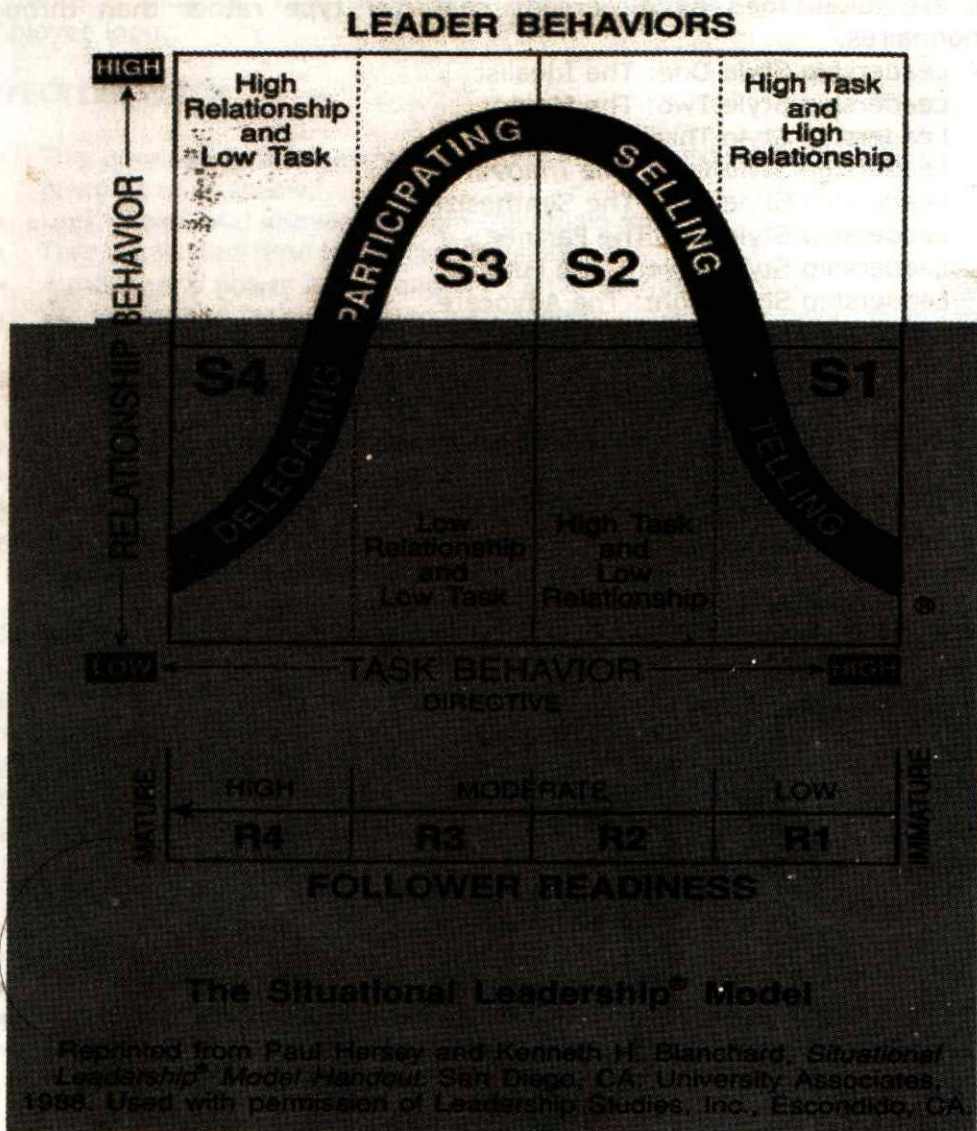 LEADER BEHAVIORS
HIGH
High
Relationship
and
Low Task
High Task
and
High
Relationship
RELATIONSHIP BEHAVIOR
DELEGATING
PARTICIPATING
SELLING
TELLING
S3
S2
S4
S1
Low
Relationship
and
Low Task
High Task
and
Low
Relationship
®
LOW
TASK BEHAVIOR
HIGH
DIRECTIVE
MATURE
HIGH
MODERATE
LOW
IMMATURE
R4
R3
R2
R1
FOLLOWER READINESS
The Situational Leadership® Model
Reprinted from Paul Hersey and Kenneth H. Blanchard, Situational
Leadership® Model Handout. San Diego, CA: University Associates,
1988. Used with permission of Leadership Studies, Inc., Escondido, CA